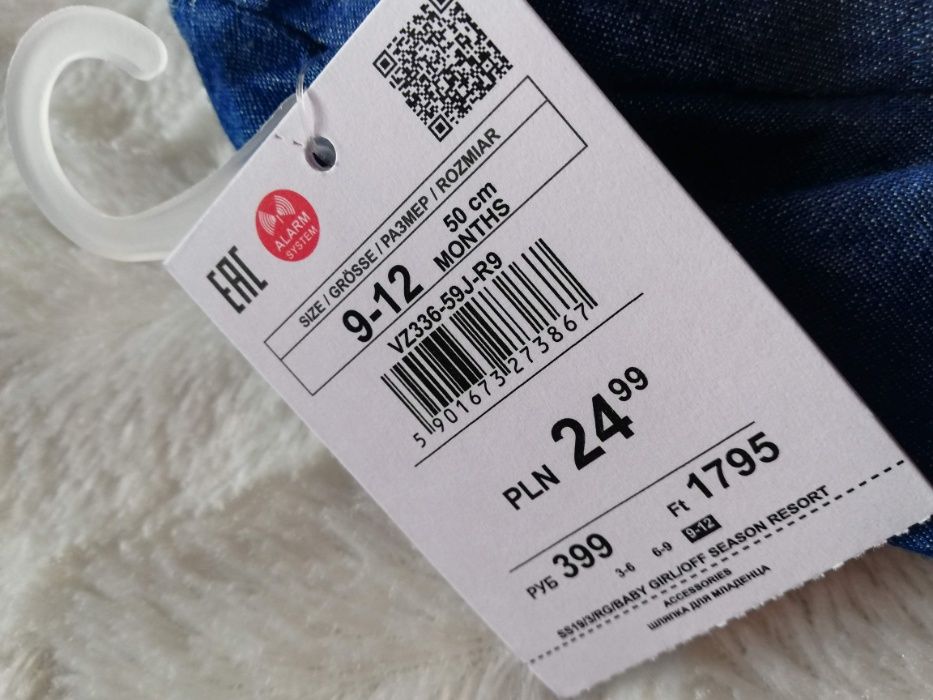 EAC
ALARM
SYSTEM
SIZE / GRÖSSE / РАЗМЕР / ROZMIAR
9-12
50 cm
MONTHS
VZ336-59J-R9
5 901673 273867
PLN 24 99
РУБ 399 Ft 1795
3-6 6-9 9-12
SS19/3/RG/BABY GIRL/OFF SEASON RESORT
ACCESSORIES
ШЛЯПКА ДЛЯ МЛАДЕНЦА